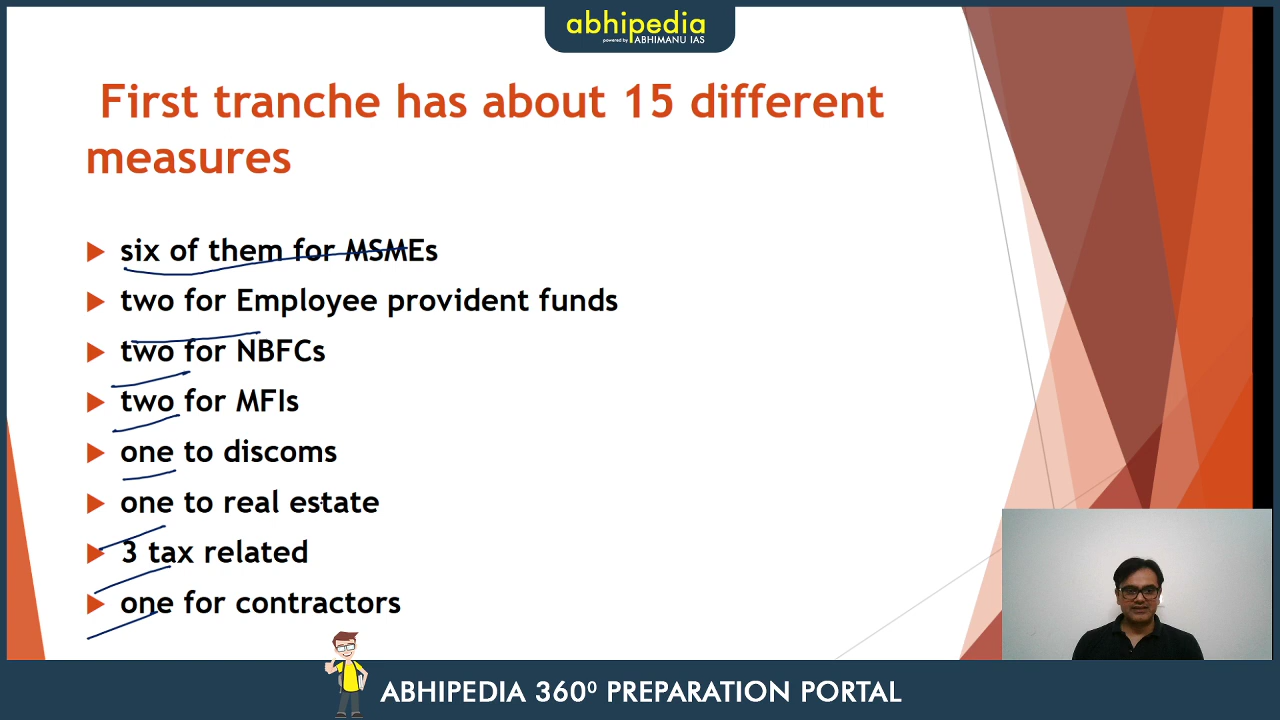 abhipedia
powered by ABHIMANU IAS
First tranche has about 15 different
measures
six of them for MSMEs
two for Employee provident funds
two for NBFCs
two for MFIs
one to discoms
one to real estate
3 tax related
one for contractors
ABHIPEDIA 360⁰ PREPARATION PORTAL